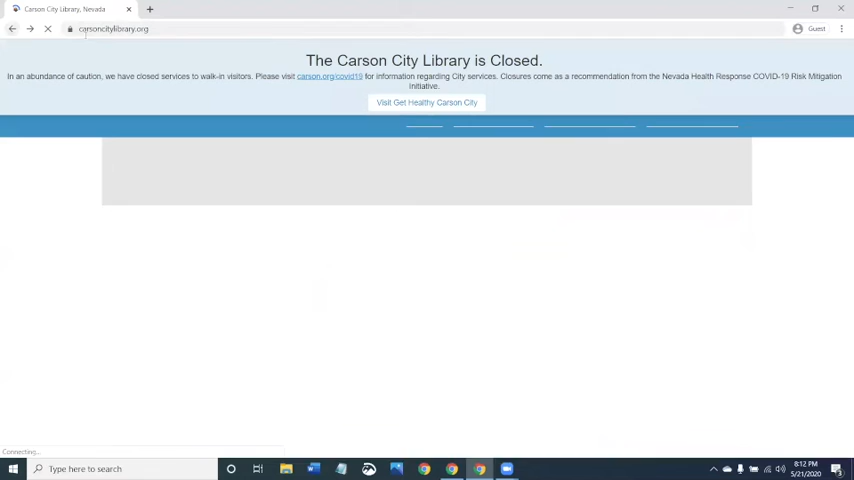 Carson City Library, Nevada
carsoncitylibrary.org
Guest
The Carson City Library is Closed.
In an abundance of caution, we have closed services to walk-in visitors. Please visit carson.org/covid19 for information regarding City services. Closures come as a recommendation from the Nevada Health Response COVID-19 Risk Mitigation
Initiative.
Visit Get Healthy Carson City
Connecting...
Type here to search
8:12 PM
5/21/2020
3